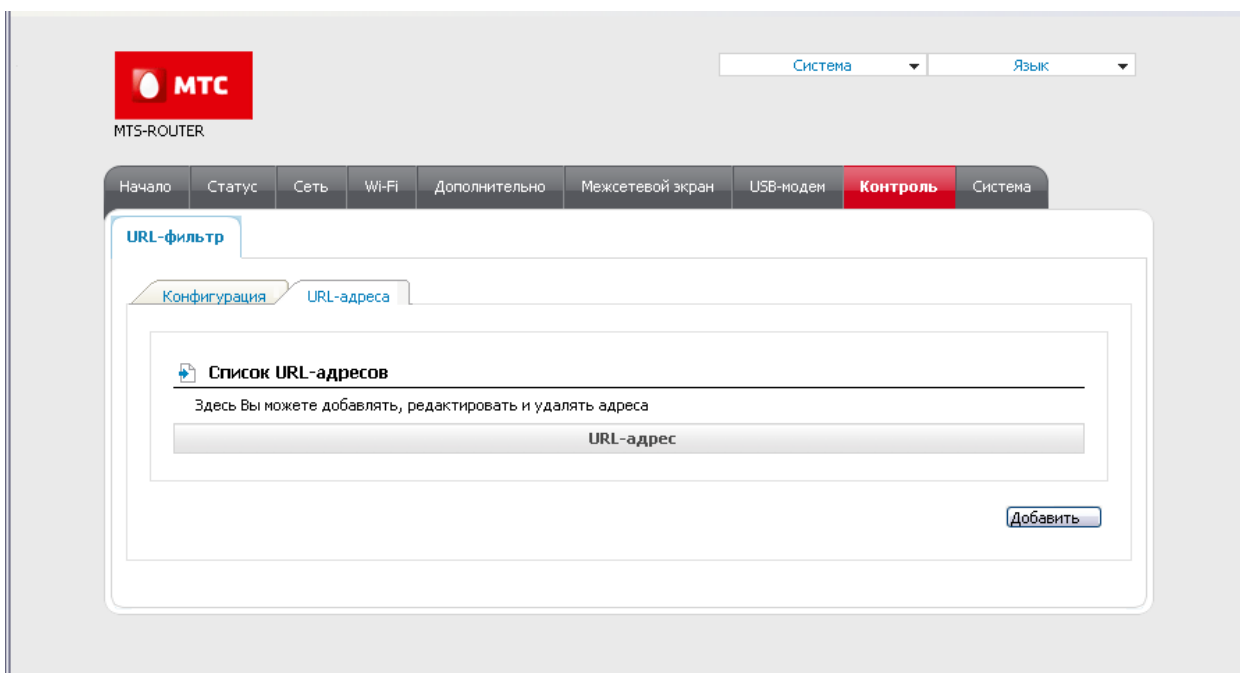 Система Язык
МТС
MTS-ROUTER
Начало Статус Сеть Wi-Fi Дополнительно Межсетевой экран USB-модем Контроль Система
URL-фильтр
Конфигурация URL-адреса
Список URL-адресов
Здесь Вы можете добавлять, редактировать и удалять адреса
URL-адрес
Добавить